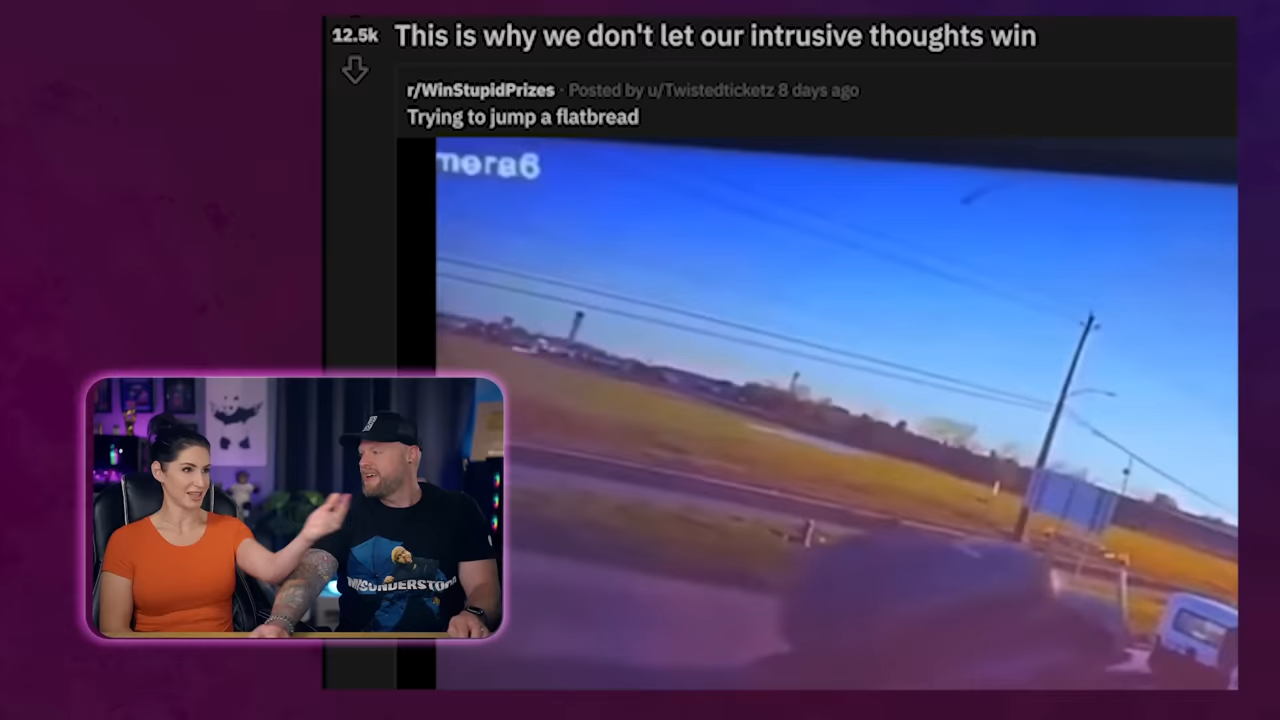 12.5k
This is why we don't let our intrusive thoughts win
r/WinStupidPrizes · Posted by u/Twistedticketz 8 days ago
Trying to jump a flatbread
mera6
MISUNDERSTOOD